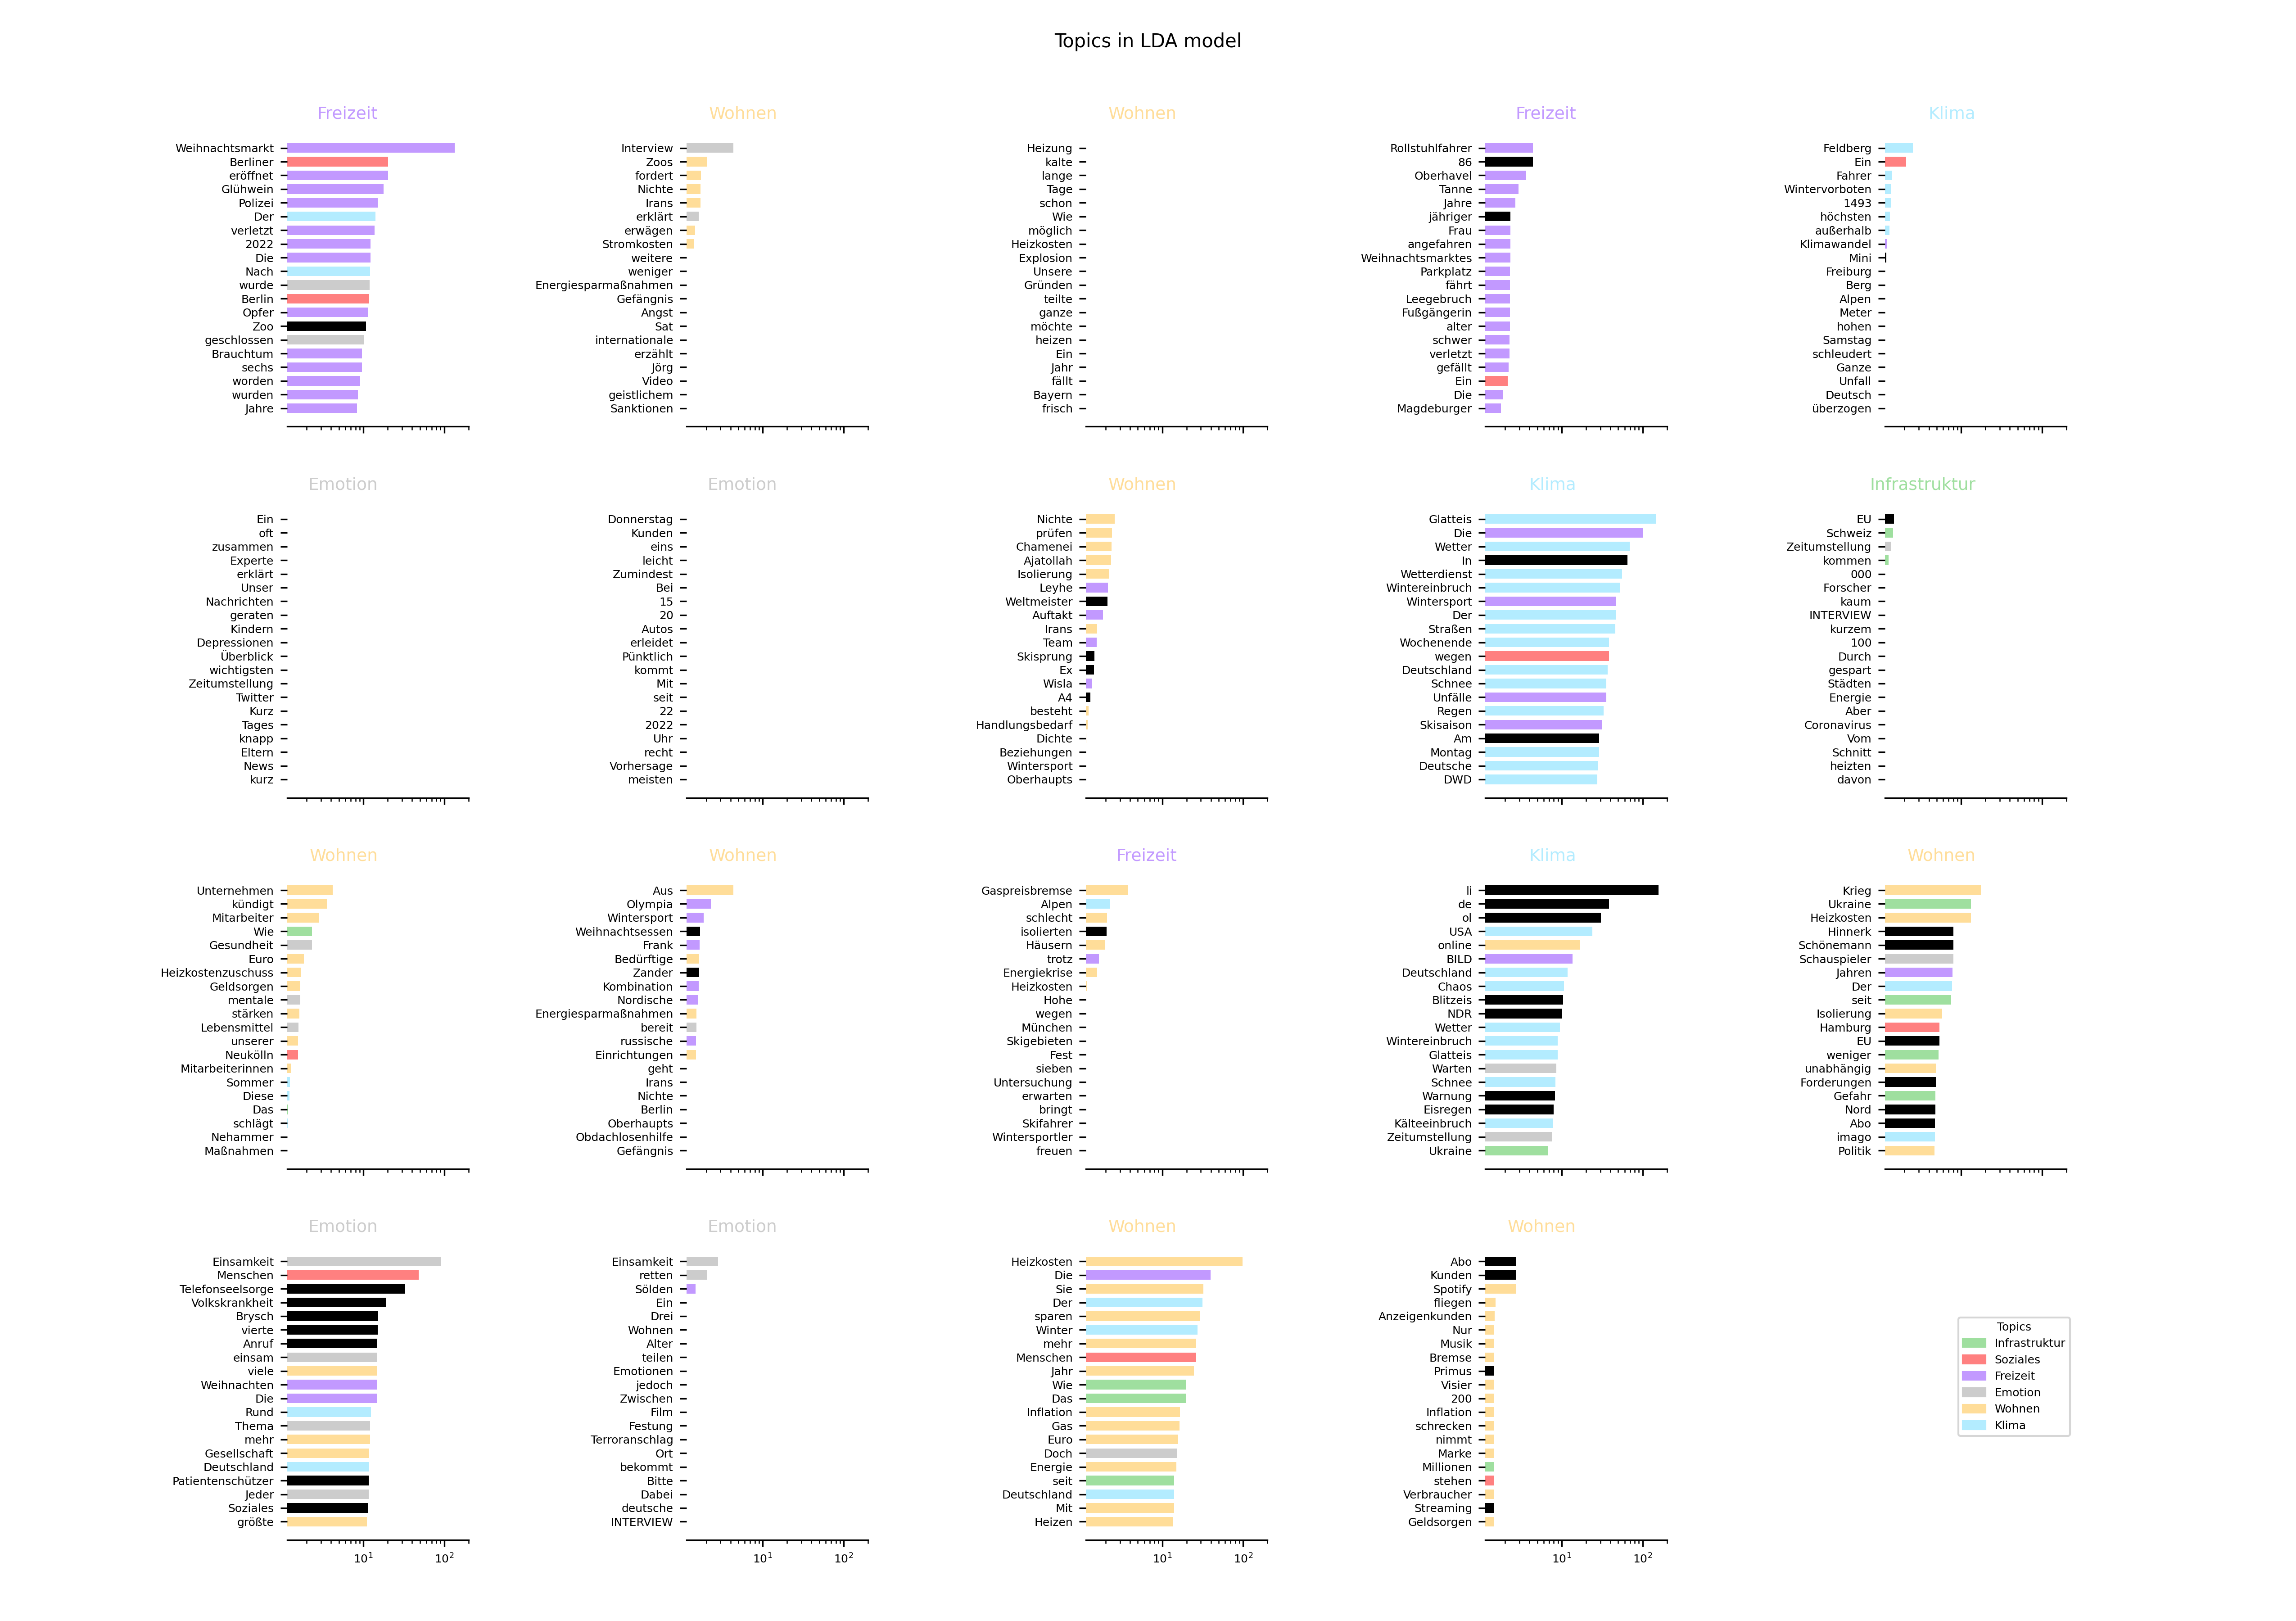 Topics in LDA model
Freizeit
Weihnachtsmarkt
Berliner
eröffnet
Glühwein
Polizei
Der
verletzt
2022
Die
Nach
wurde
Berlin
Opfer
Zoo
geschlossen
Brauchtum
sechs
worden
wurden
Jahre
Wohnen
Interview
Zoos
fordert
Nichte
Irans
erklärt
erwägen
Stromkosten
weitere
weniger
Energiesparmaßnahmen
Gefängnis
Angst
Sat
internationale
erzählt
Jörg
Video
geistlichem
Sanktionen
Wohnen
Heizung
kalte
lange
Tage
schon
Wie
möglich
Heizkosten
Explosion
Unsere
Gründen
teilte
ganze
möchte
heizen
Ein
Jahr
fällt
Bayern
frisch
Freizeit
Rollstuhlfahrer
86
Oberhavel
Tanne
Jahre
jähriger
Frau
angefahren
Weihnachtsmarktes
Parkplatz
fährt
Leegebruch
Fußgängerin
alter
schwer
verletzt
gefällt
Ein
Die
Magdeburger
Klima
Feldberg
Ein
Fahrer
Wintervorboten
1493
höchsten
außerhalb
Klimawandel
Mini
Freiburg
Berg
Alpen
Meter
hohen
Samstag
schleudert
Ganze
Unfall
Deutsch
überzogen
Emotion
Ein
oft
zusammen
Experte
erklärt
Unser
Nachrichten
geraten
Kindern
Depressionen
Überblick
wichtigsten
Zeitumstellung
Twitter
Kurz
Tages
knapp
Eltern
News
kurz
Emotion
Donnerstag
Kunden
eins
leicht
Zumindest
Bei
15
20
Autos
erleidet
Pünktlich
kommt
Mit
seit
22
2022
Uhr
recht
Vorhersage
meisten
Wohnen
Nichte
prüfen
Chamenei
Ajatollah
Isolierung
Leyhe
Weltmeister
Auftakt
Irans
Team
Skisprung
Ex
Wisla
A4
besteht
Handlungsbedarf
Dichte
Beziehungen
Wintersport
Oberhaupts
Klima
Glatteis
Die
Wetter
In
Wetterdienst
Wintereinbruch
Wintersport
Der
Straßen
Wochenende
wegen
Deutschland
Schnee
Unfälle
Regen
Skisaison
Am
Montag
Deutsche
DWD
Infrastruktur
EU
Schweiz
Zeitumstellung
kommen
000
Forscher
kaum
INTERVIEW
kurzem
100
Durch
gespart
Städten
Energie
Aber
Coronavirus
Vom
Schnitt
heizten
davon
Wohnen
Unternehmen
kündigt
Mitarbeiter
Wie
Gesundheit
Euro
Heizkostenzuschuss
Geldsorgen
mentale
stärken
Lebensmittel
unserer
Neukölln
Mitarbeiterinnen
Sommer
Diese
Das
schlägt
Nehammer
Maßnahmen
Wohnen
Aus
Olympia
Wintersport
Weihnachtsessen
Frank
Bedürftige
Zander
Kombination
Nordische
Energiesparmaßnahmen
bereit
russische
Einrichtungen
geht
Irans
Nichte
Berlin
Oberhaupts
Obdachlosenhilfe
Gefängnis
Freizeit
Gaspreisbremse
Alpen
schlecht
isolierten
Häusern
trotz
Energiekrise
Heizkosten
Hohe
wegen
München
Skigebieten
Fest
sieben
Untersuchung
erwarten
bringt
Skifahrer
Wintersportler
freuen
Klima
li
de
ol
USA
online
BILD
Deutschland
Chaos
Blitzeis
NDR
Wetter
Wintereinbruch
Glatteis
Warten
Schnee
Warnung
Eisregen
Kälteeinbruch
Zeitumstellung
Ukraine
Wohnen
Krieg
Ukraine
Heizkosten
Hinnerk
Schönemann
Schauspieler
Jahren
Der
seit
Isolierung
Hamburg
EU
weniger
unabhängig
Forderungen
Gefahr
Nord
Abo
imago
Politik
Emotion
Einsamkeit
Menschen
Telefonseelsorge
Volkskrankheit
Brysch
vierte
Anruf
einsam
viele
Weihnachten
Die
Rund
Thema
mehr
Gesellschaft
Deutschland
Patientenschützer
Jeder
Soziales
größte
10¹ 10²
Emotion
Einsamkeit
retten
Sölden
Ein
Drei
Wohnen
Alter
teilen
Emotionen
jedoch
Zwischen
Film
Festung
Terroranschlag
Ort
bekommt
Bitte
Dabei
deutsche
INTERVIEW
10¹ 10²
Wohnen
Heizkosten
Die
Sie
Der
sparen
Winter
mehr
Menschen
Jahr
Wie
Das
Inflation
Gas
Euro
Doch
Energie
seit
Deutschland
Mit
Heizen
10¹ 10²
Wohnen
Abo
Kunden
Spotify
fliegen
Anzeigenkunden
Nur
Musik
Bremse
Primus
Visier
200
Inflation
schrecken
nimmt
Marke
Millionen
stehen
Verbraucher
Streaming
Geldsorgen
10¹ 10²
Topics
Infrastruktur
Soziales
Freizeit
Emotion
Wohnen
Klima